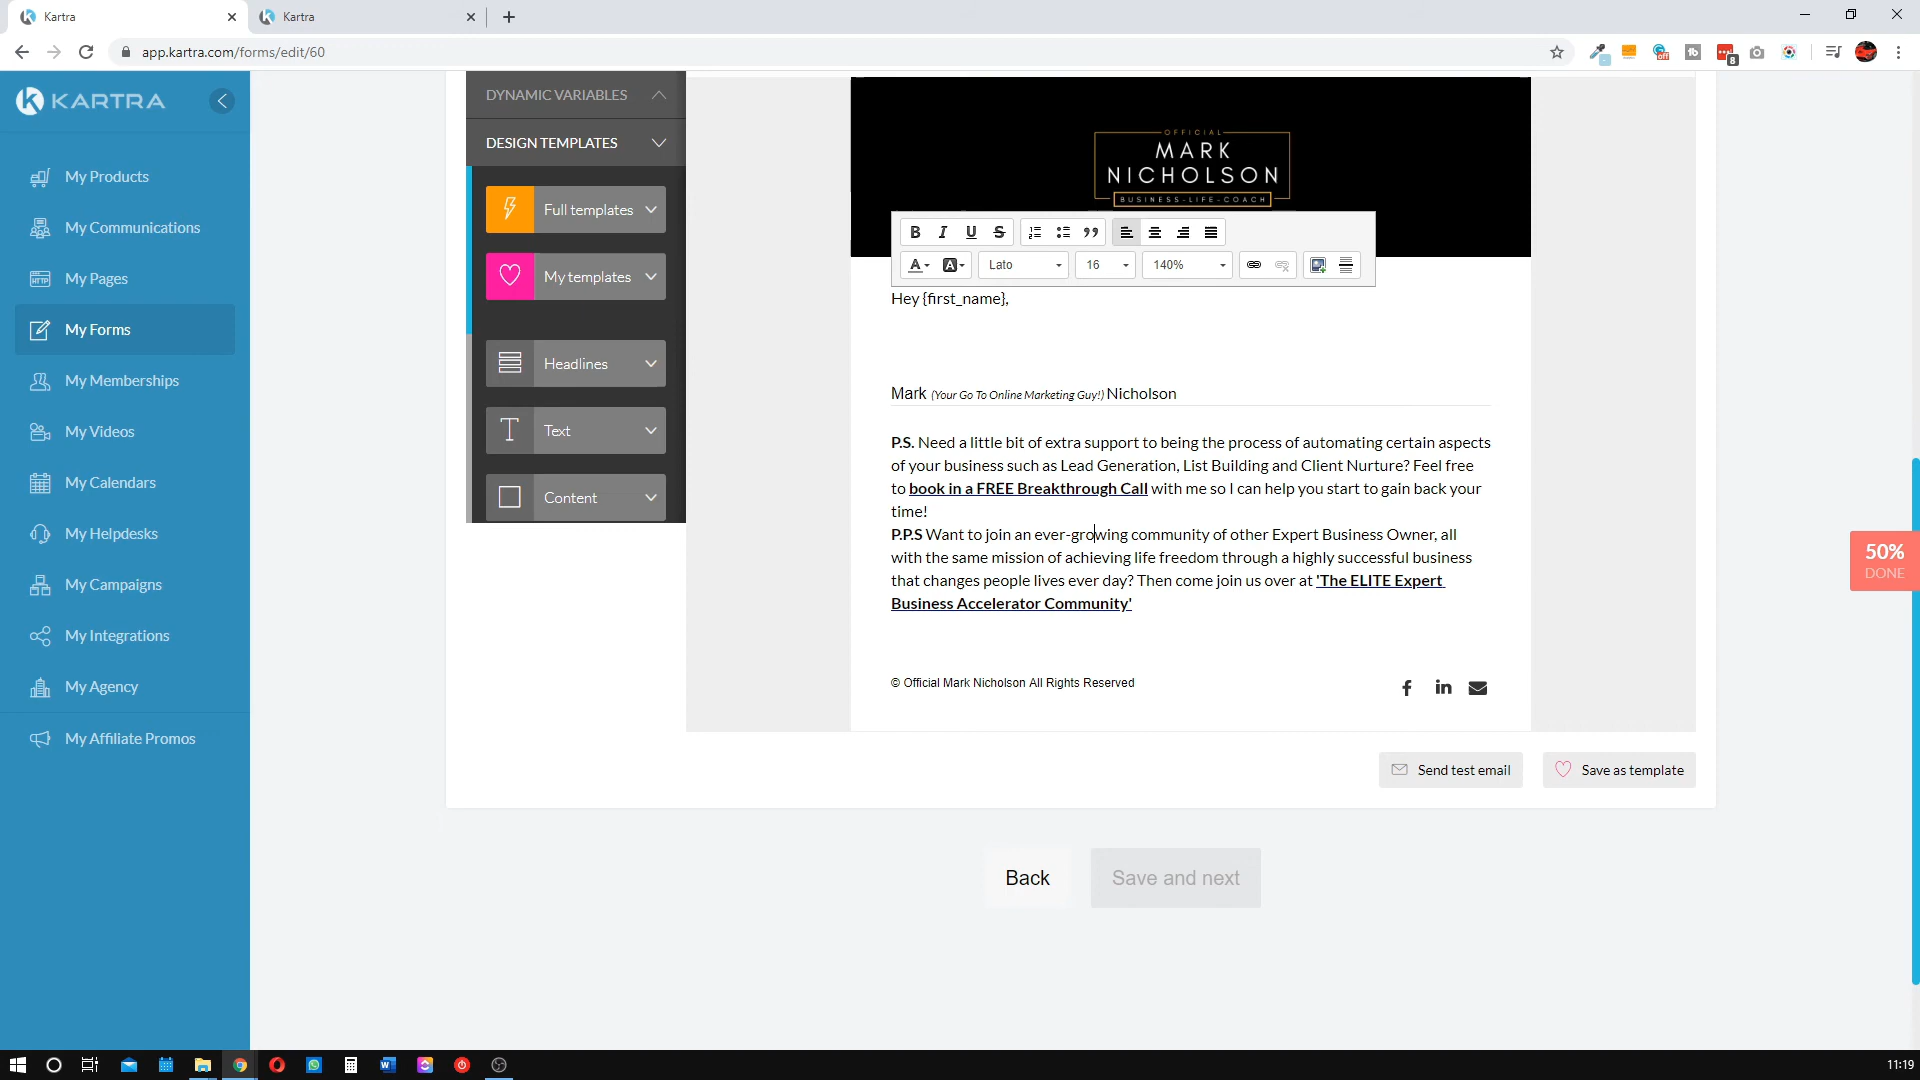 Kartra
Kartra
app.kartra.com/forms/edit/60
off
8
KARTRA
My Products
My Communications
My Pages
My Forms
My Memberships
My Videos
My Calendars
My Helpdesks
My Campaigns
My Integrations
My Agency
My Affiliate Promos
DYNAMIC VARIABLES
DESIGN TEMPLATES
Full templates
My templates
Headlines
Text
Content
OFFICIAL
MARK
NICHOLSON
BUSINESS-LIFE-COACH
B I U S
A A Lato 16 140%
Hey {first_name},
Mark (Your Go To Online Marketing Guy!) Nicholson
P.S. Need a little bit of extra support to being the process of automating certain aspects
of your business such as Lead Generation, List Building and Client Nurture? Feel free
to book in a FREE Breakthrough Call with me so I can help you start to gain back your
time!
P.P.S Want to join an ever-growing community of other Expert Business Owner, all
with the same mission of achieving life freedom through a highly successful business
that changes people lives ever day? Then come join us over at 'The ELITE Expert
Business Accelerator Community'
© Official Mark Nicholson All Rights Reserved
Send test email
Save as template
Back
Save and next
50%
DONE
11:19